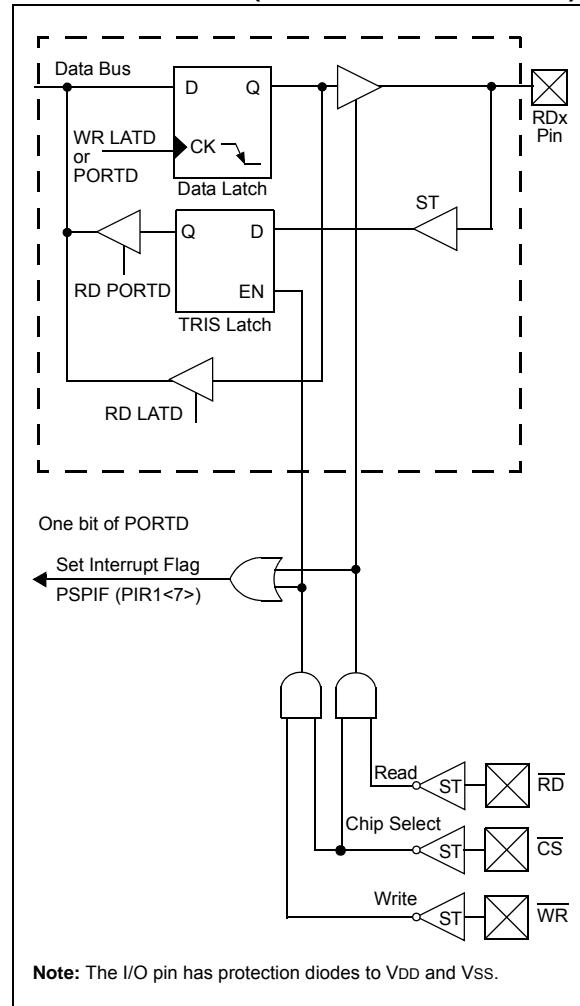 Data Bus
D Q
RDx
Pin
WR LATD
or
PORTD
CK
Data Latch
ST
Q D
RD PORTD
EN
TRIS Latch
RD LATD
One bit of PORTD
Set Interrupt Flag
PSPIF (PIR1<7>)
Read
ST
RD
Chip Select
ST
CS
Write
ST
WR
Note: The I/O pin has protection diodes to VDD and VSS.